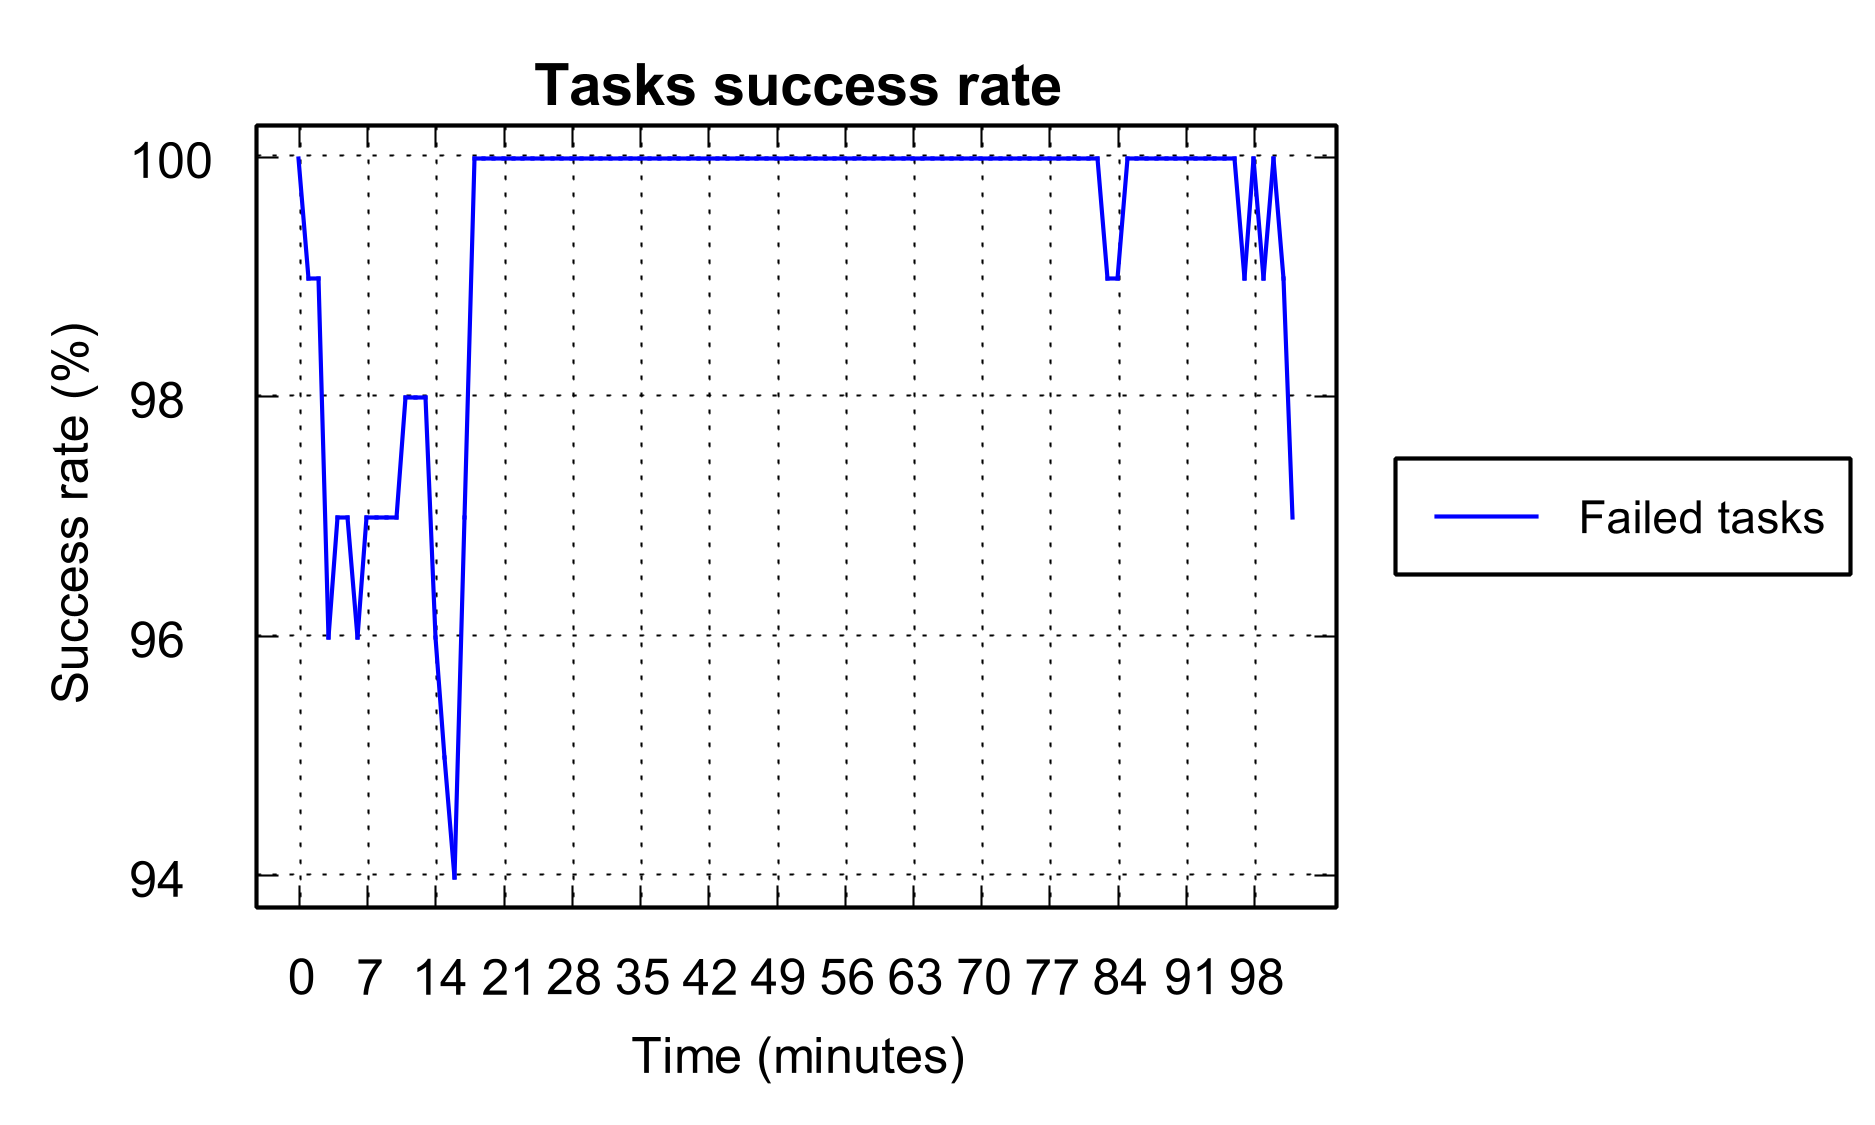 Tasks success rate
100
98
96
94
Success rate (%)
Failed tasks
0 7 14 21 28 35 42 49 56 63 70 77 84 91 98
Time (minutes)